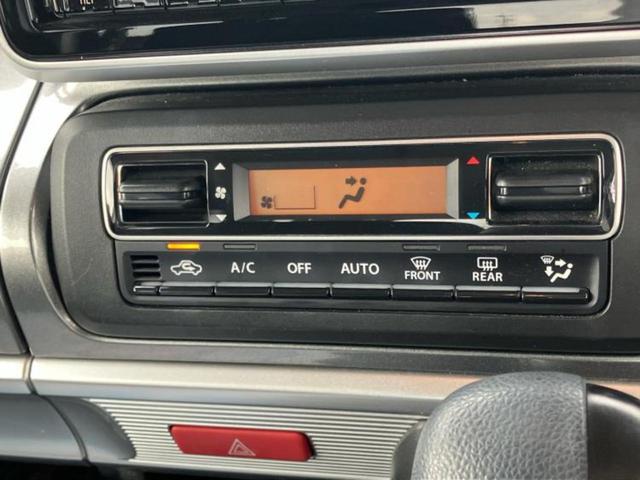 A/C OFF AUTO FRONT REAR